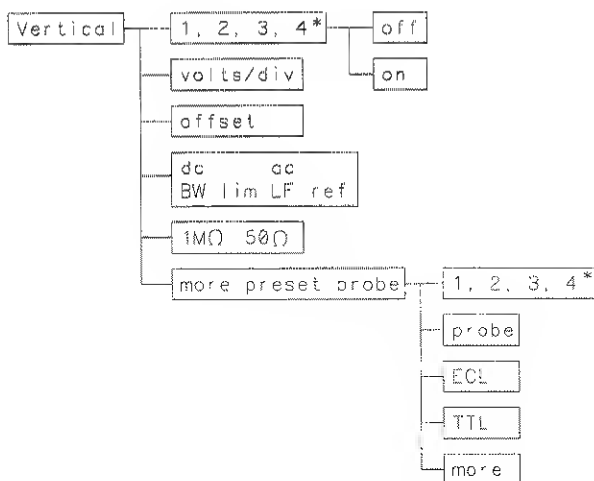 Vertical
1, 2, 3, 4*
off
on
volts/div
offset
dc ac
BW lim LF ref
1MΩ 50Ω
more preset probe
1, 2, 3, 4*
probe
ECL
TTL
more